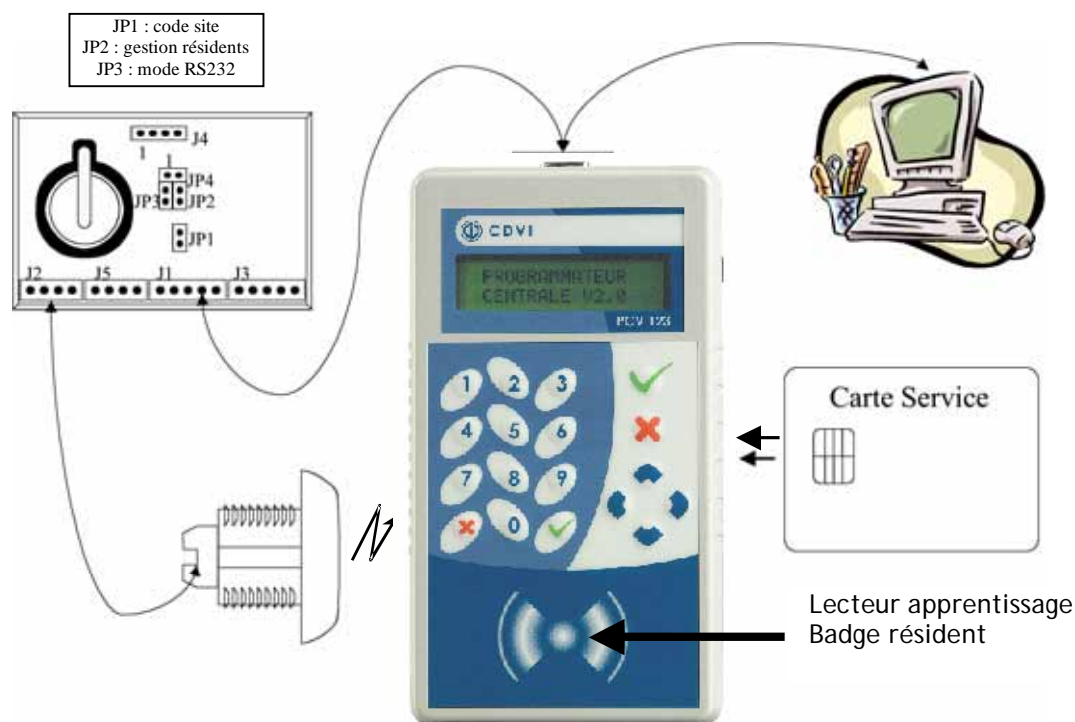 JP1 : code site
JP2 : gestion résidents
JP3 : mode RS232
J4
1
1
JP4
JP3
JP2
JP1
J2
J5
J1
J3
CDVI
PROGRAMMATEUR
CENTRALE V2.0
PCV 123
1
2
3
4
5
6
7
8
9
0
Carte Service
Lecteur apprentissage
Badge résident